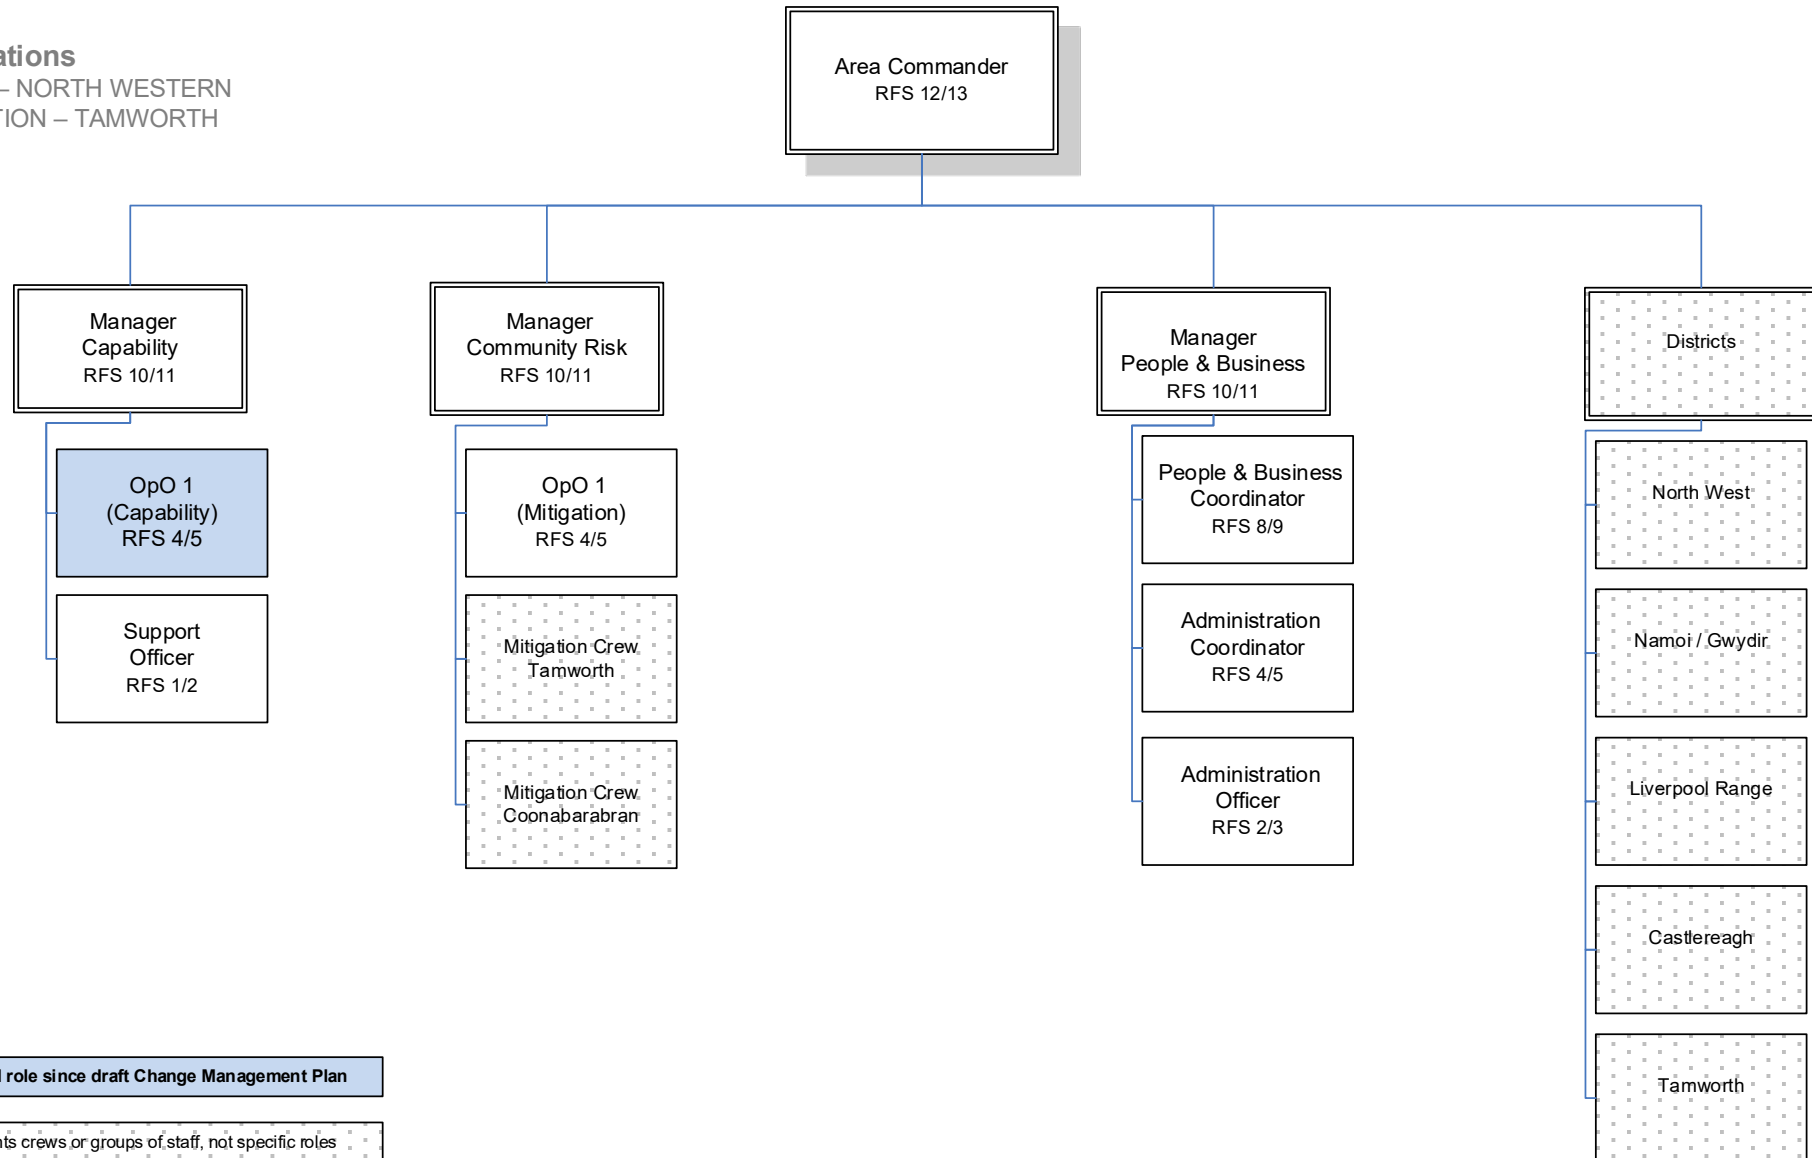 ations
– NORTH WESTERN
TION – TAMWORTH
Area Commander
RFS 12/13
Manager
Capability
RFS 10/11
Manager
Community Risk
RFS 10/11
Manager
People & Business
RFS 10/11
Districts
OpO 1
(Capability)
RFS 4/5
Support
Officer
RFS 1/2
OpO 1
(Mitigation)
RFS 4/5
Mitigation Crew
Tamworth
Mitigation Crew
Coonabarabran
People & Business
Coordinator
RFS 8/9
Administration
Coordinator
RFS 4/5
Administration
Officer
RFS 2/3
North West
Namoi / Gwydir
Liverpool Range
Castlereagh
Tamworth
role since draft Change Management Plan
nts crews or groups of staff, not specific roles